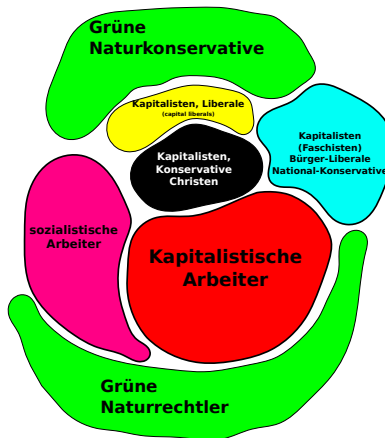 Grüne
Naturkonservative
Kapitalisten, Liberale
(capital liberals)
Kapitalisten,
Konservative
Christen
Kapitalisten
(Faschisten)
Bürger-Liberale
National-Konservative
sozialistische
Arbeiter
Kapitalistische
Arbeiter
Grüne
Naturrechtler